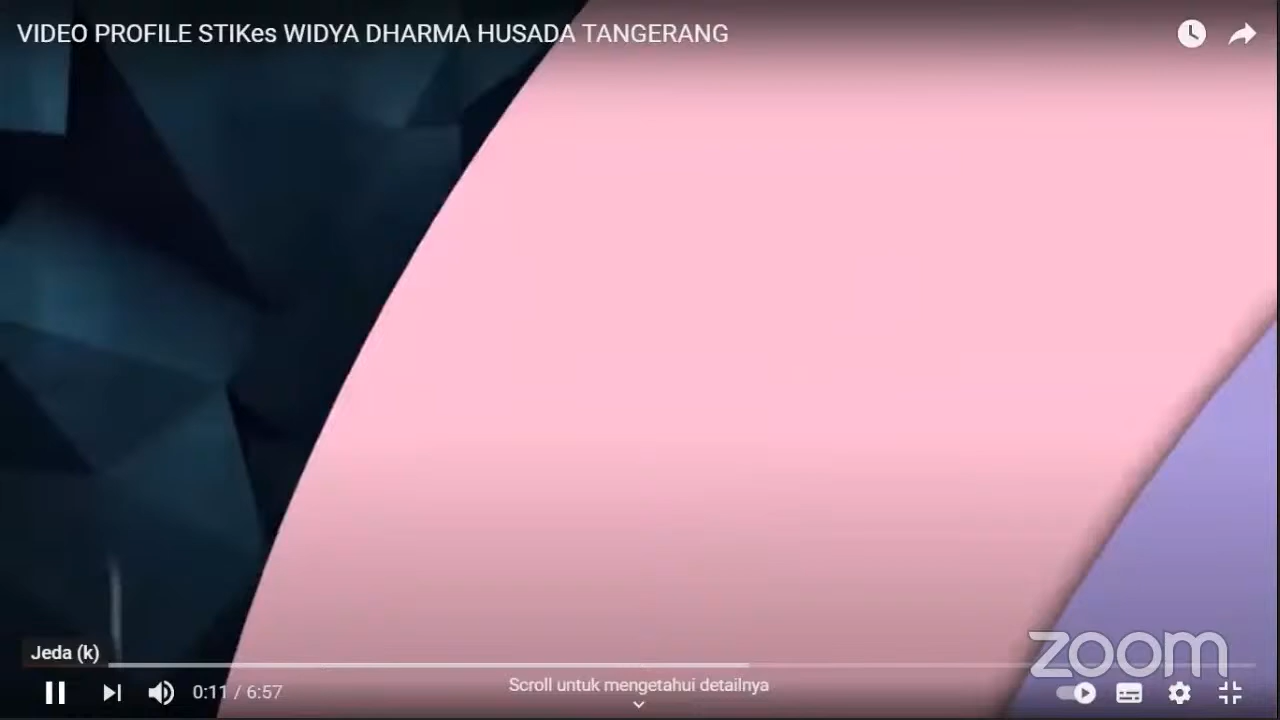 VIDEO PROFILE STIKes WIDYA DHARMA HUSADA TANGERANG
Jeda (k)
zoom
0:11 / 6:57
Scroll untuk mengetahui detailnya